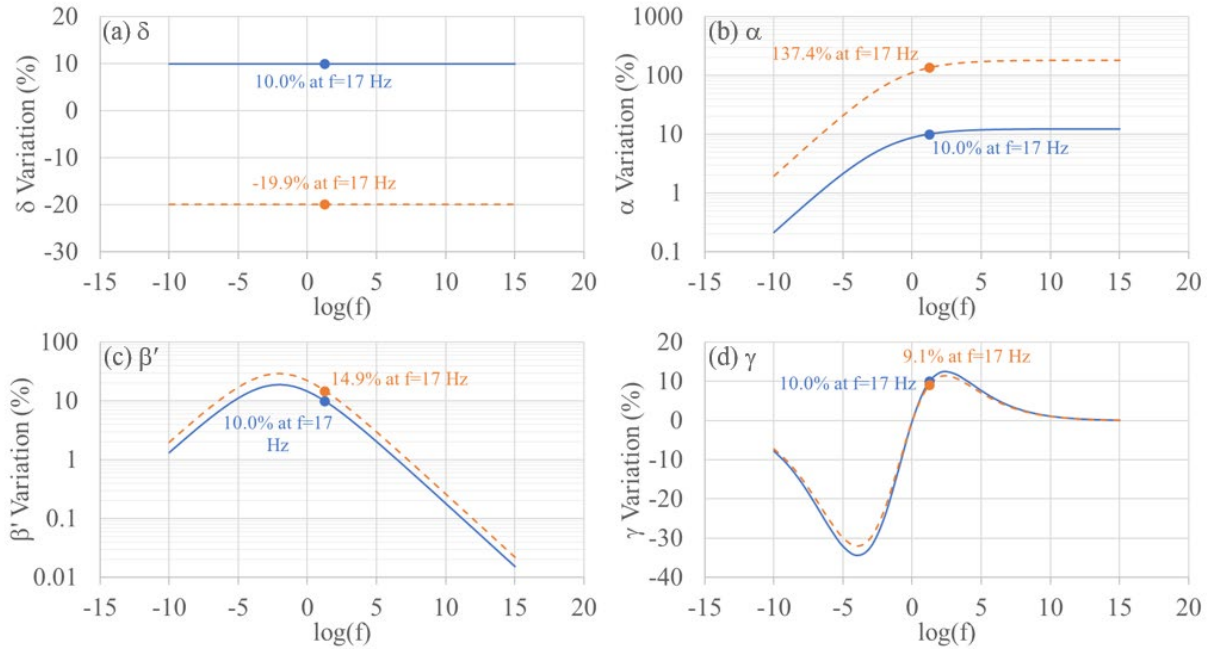 (a) δ
20
10
0
-10
-20
-30
δ Variation (%)
10.0% at f=17 Hz
-19.9% at f=17 Hz
-15 -10 -5 0 5 10 15 20
log(f)
(b) α
1000
100
10
1
0.1
α Variation (%)
137.4% at f=17 Hz
10.0% at f=17 Hz
-15 -10 -5 0 5 10 15 20
log(f)
(c) β′
100
10
1
0.1
0.01
β' Variation (%)
14.9% at f=17 Hz
10.0% at f=17
Hz
-15 -10 -5 0 5 10 15 20
log(f)
(d) γ
20
10
0
-10
-20
-30
-40
γ Variation (%)
9.1% at f=17 Hz
10.0% at f=17 Hz
-15 -10 -5 0 5 10 15 20
log(f)